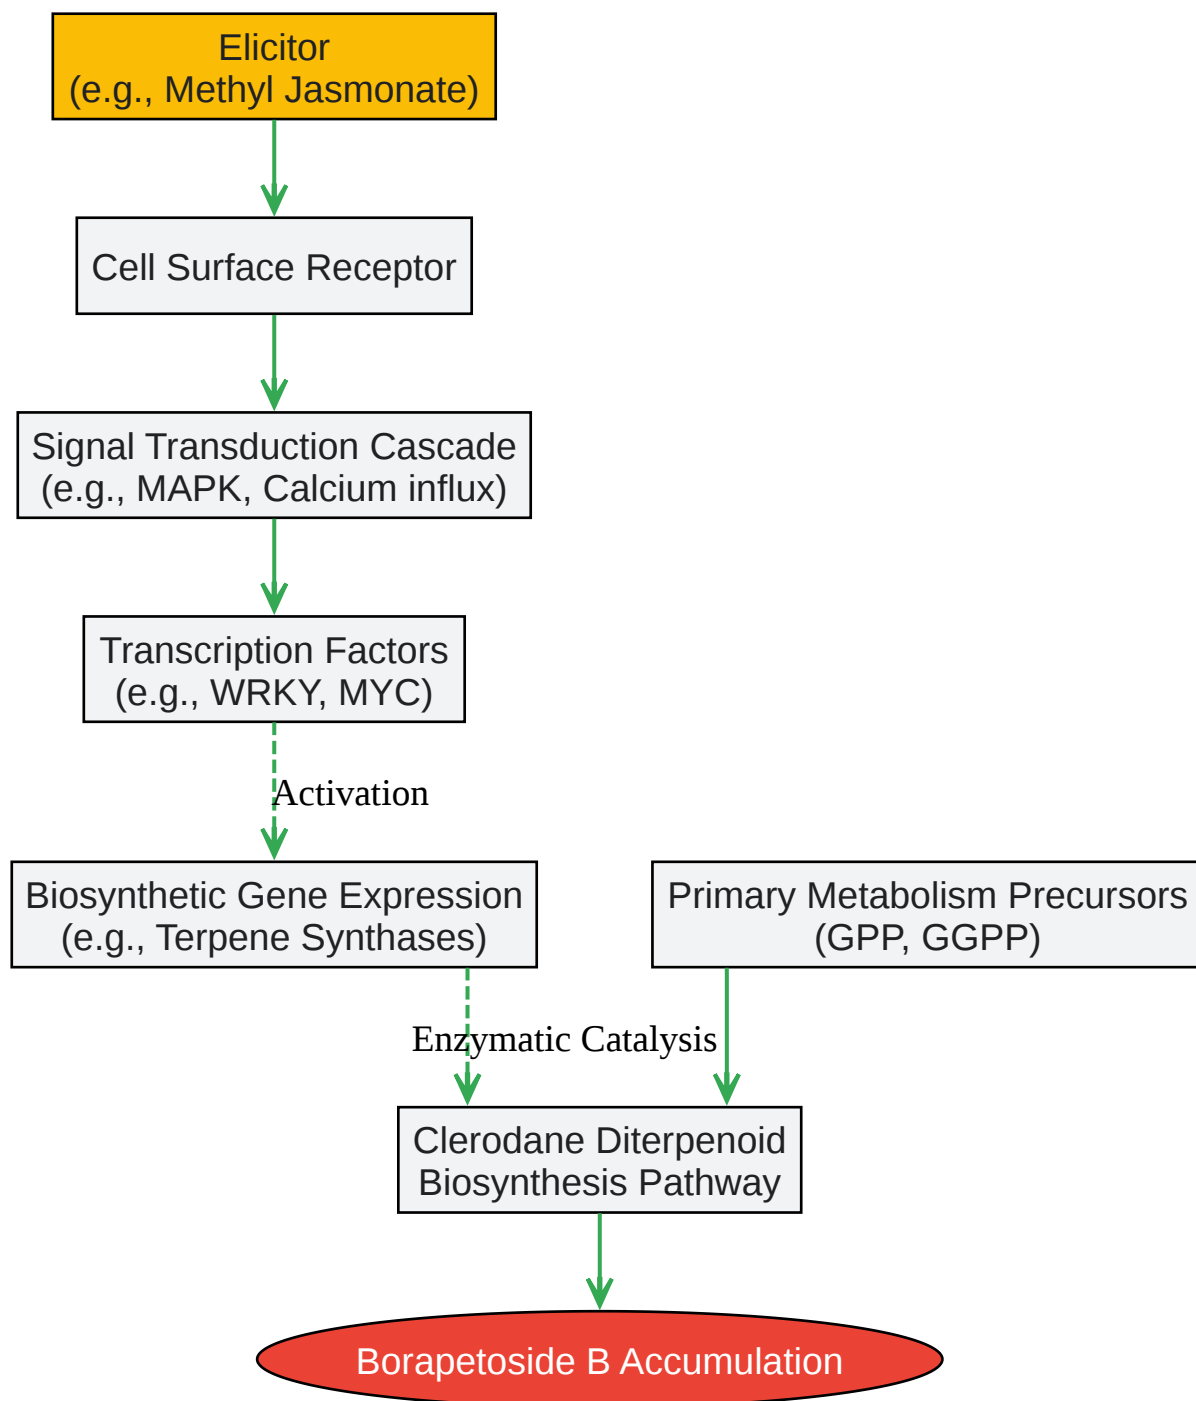 Elicitor
(e.g., Methyl Jasmonate)
Cell Surface Receptor
Signal Transduction Cascade
(e.g., MAPK, Calcium influx)
Transcription Factors
(e.g., WRKY, MYC)
Activation
Biosynthetic Gene Expression
(e.g., Terpene Synthases)
Primary Metabolism Precursors
(GPP, GGPP)
Enzymatic Catalysis
Clerodane Diterpenoid
Biosynthesis Pathway
Borapetoside B Accumulation